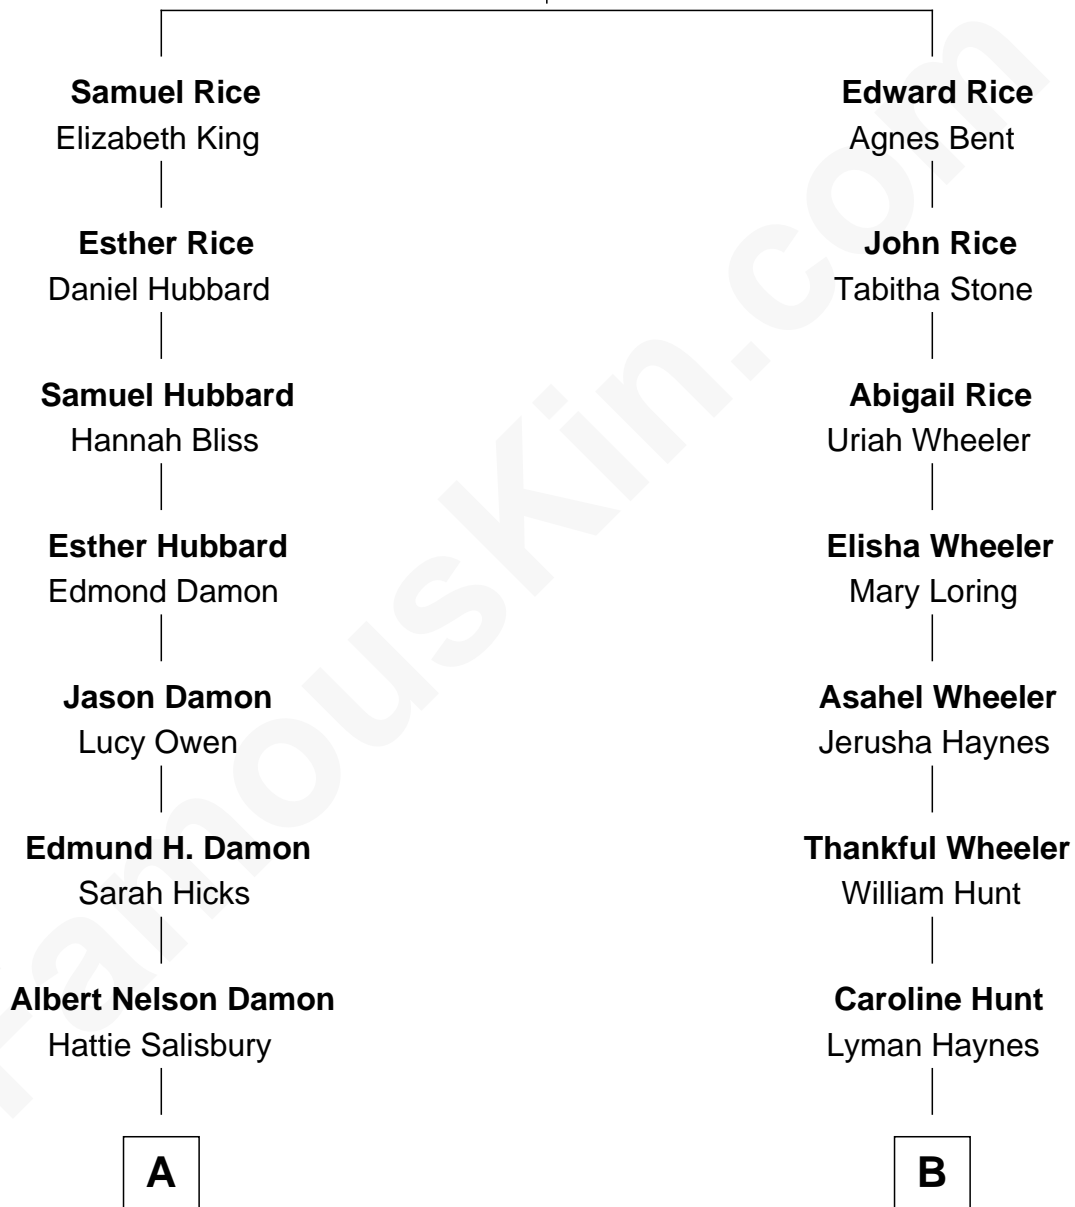 Samuel Rice
Elizabeth King
Esther Rice
Daniel Hubbard
Samuel Hubbard
Hannah Bliss
Esther Hubbard
Edmond Damon
Jason Damon
Lucy Owen
Edmund H. Damon
Sarah Hicks
Albert Nelson Damon
Hattie Salisbury
A
Edward Rice
Agnes Bent
John Rice
Tabitha Stone
Abigail Rice
Uriah Wheeler
Elisha Wheeler
Mary Loring
Asahel Wheeler
Jerusha Haynes
Thankful Wheeler
William Hunt
Caroline Hunt
Lyman Haynes
B
FamousKin.com